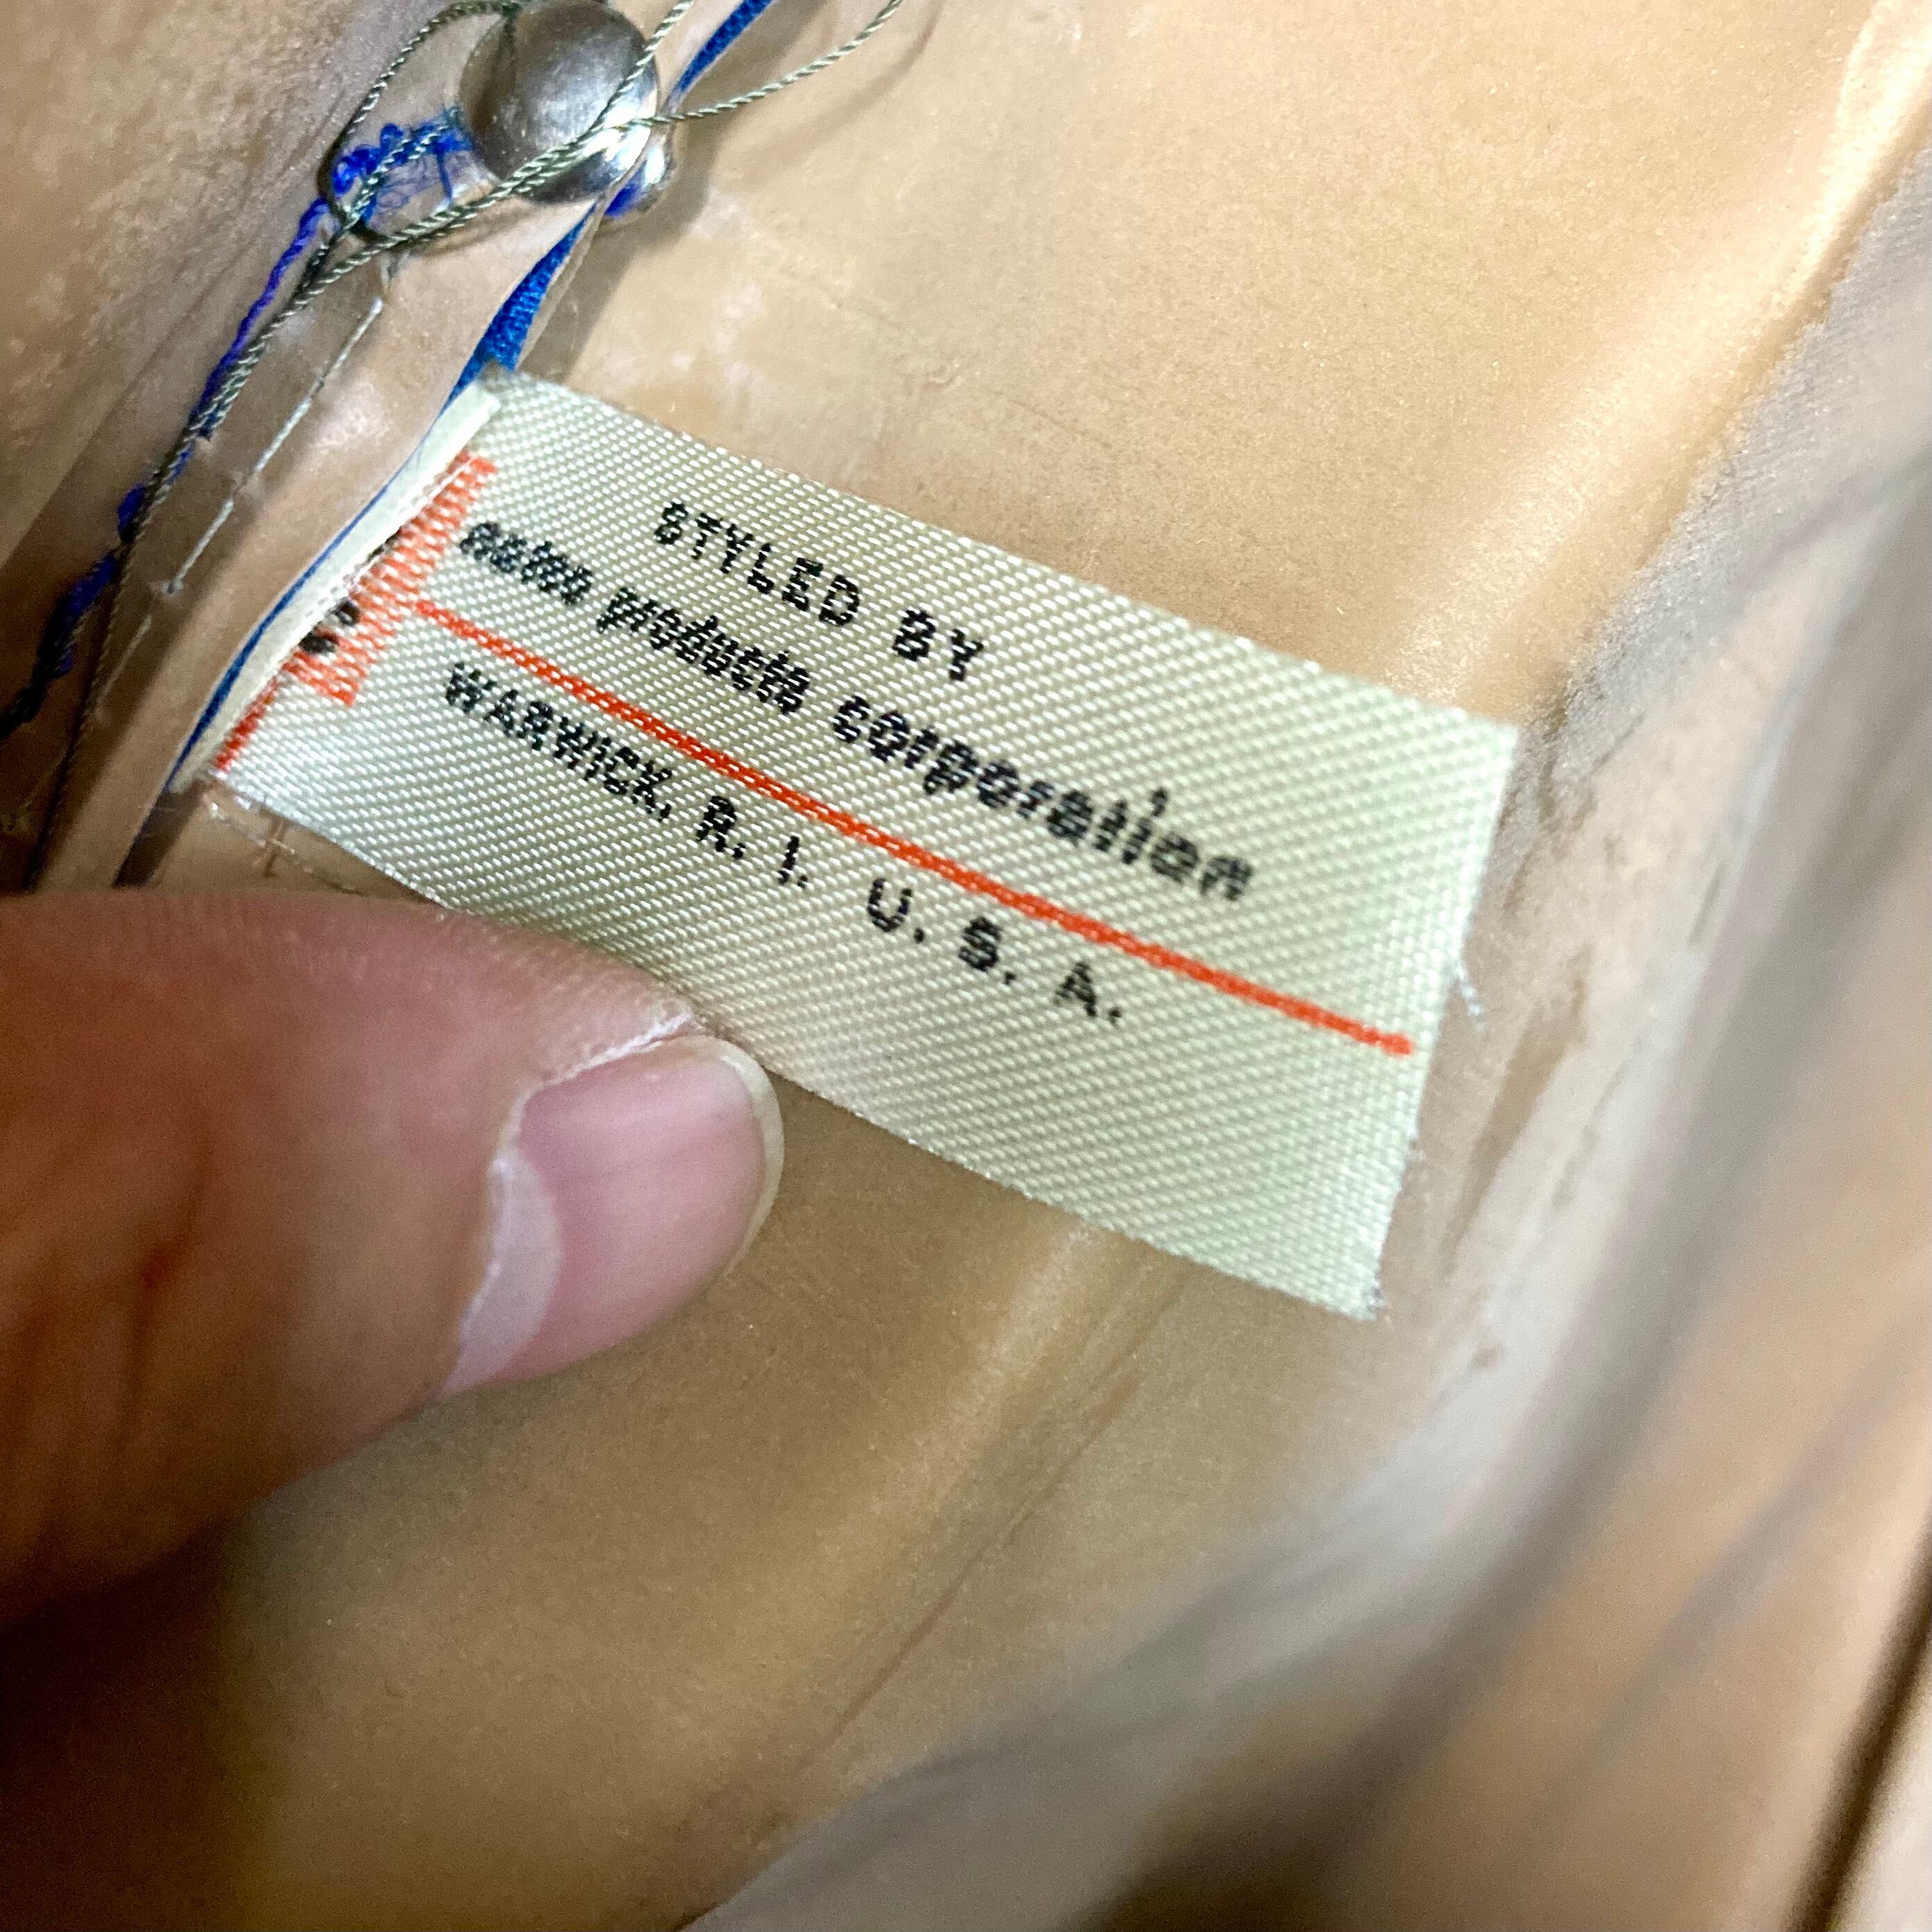 STYLED BY
products corporation
WARWICK, R. I. U. S. A.